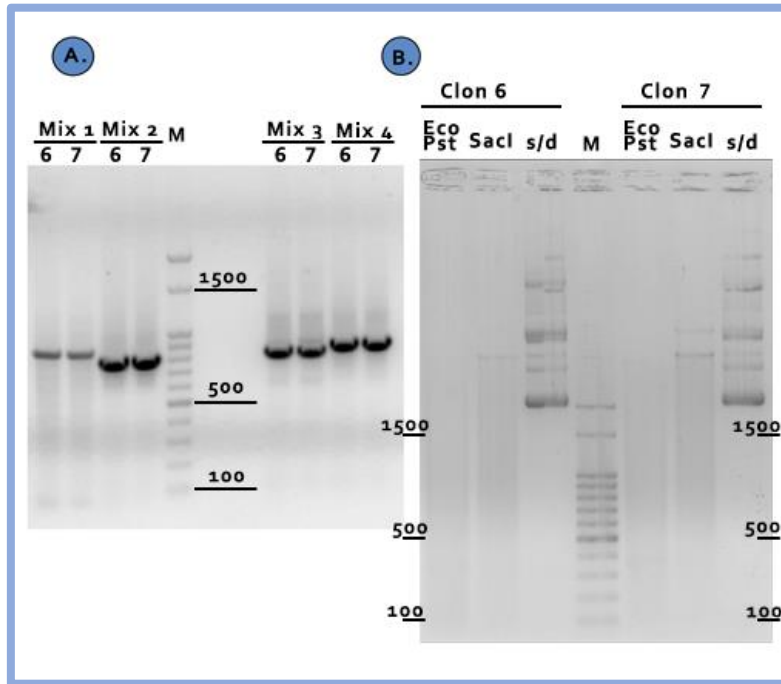 A.
Mix 1 Mix 2 M
6 7 6 7
Mix 3 Mix 4
6 7 6 7
1500
500
100
B.
Clon 6 Clon 7
Eco Pst SacI s/d M Eco Pst SacI s/d
1500 1500
500 500
100 100